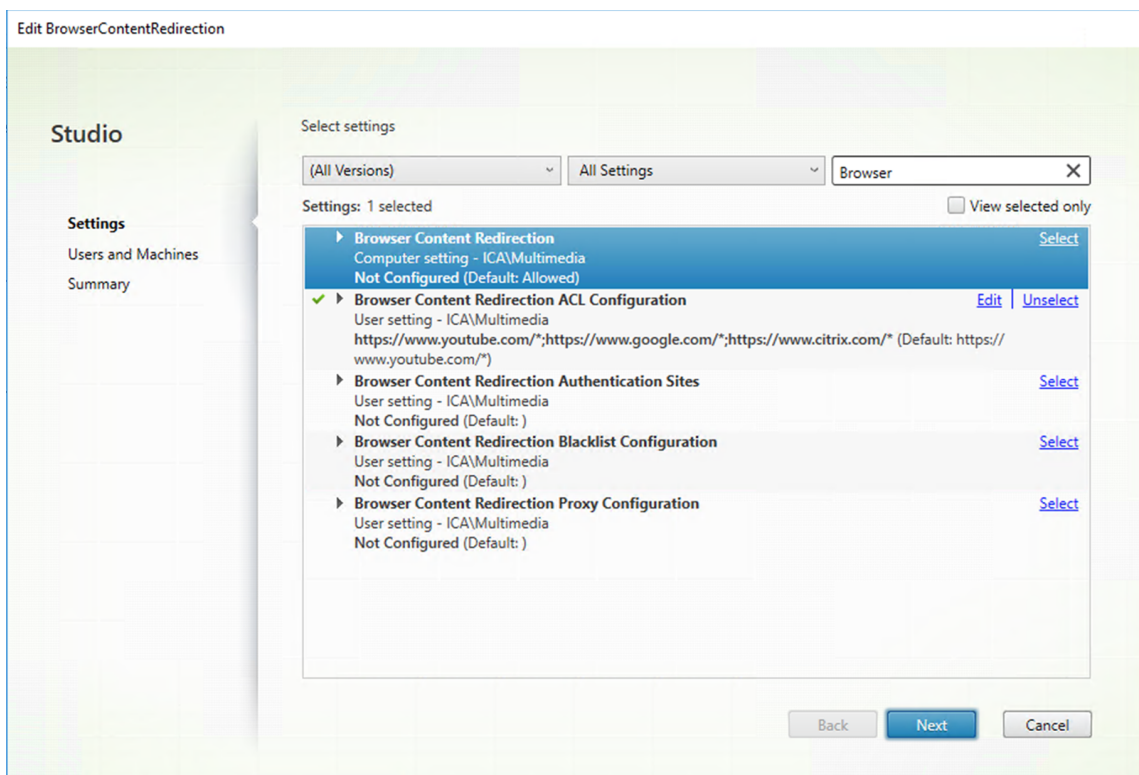 Edit BrowserContentRedirection
Studio
Settings
Users and Machines
Summary
Select settings
(All Versions)
All Settings
Browser
Settings: 1 selected
View selected only
Browser Content Redirection
Select
Computer setting - ICA\Multimedia
Not Configured (Default: Allowed)
Browser Content Redirection ACL Configuration
Edit
Unselect
User setting - ICA\Multimedia
https://www.youtube.com/*;https://www.google.com/*;https://www.citrix.com/* (Default: https://
www.youtube.com/*)
Browser Content Redirection Authentication Sites
Select
User setting - ICA\Multimedia
Not Configured (Default: )
Browser Content Redirection Blacklist Configuration
Select
User setting - ICA\Multimedia
Not Configured (Default: )
Browser Content Redirection Proxy Configuration
Select
User setting - ICA\Multimedia
Not Configured (Default: )
Back
Next
Cancel